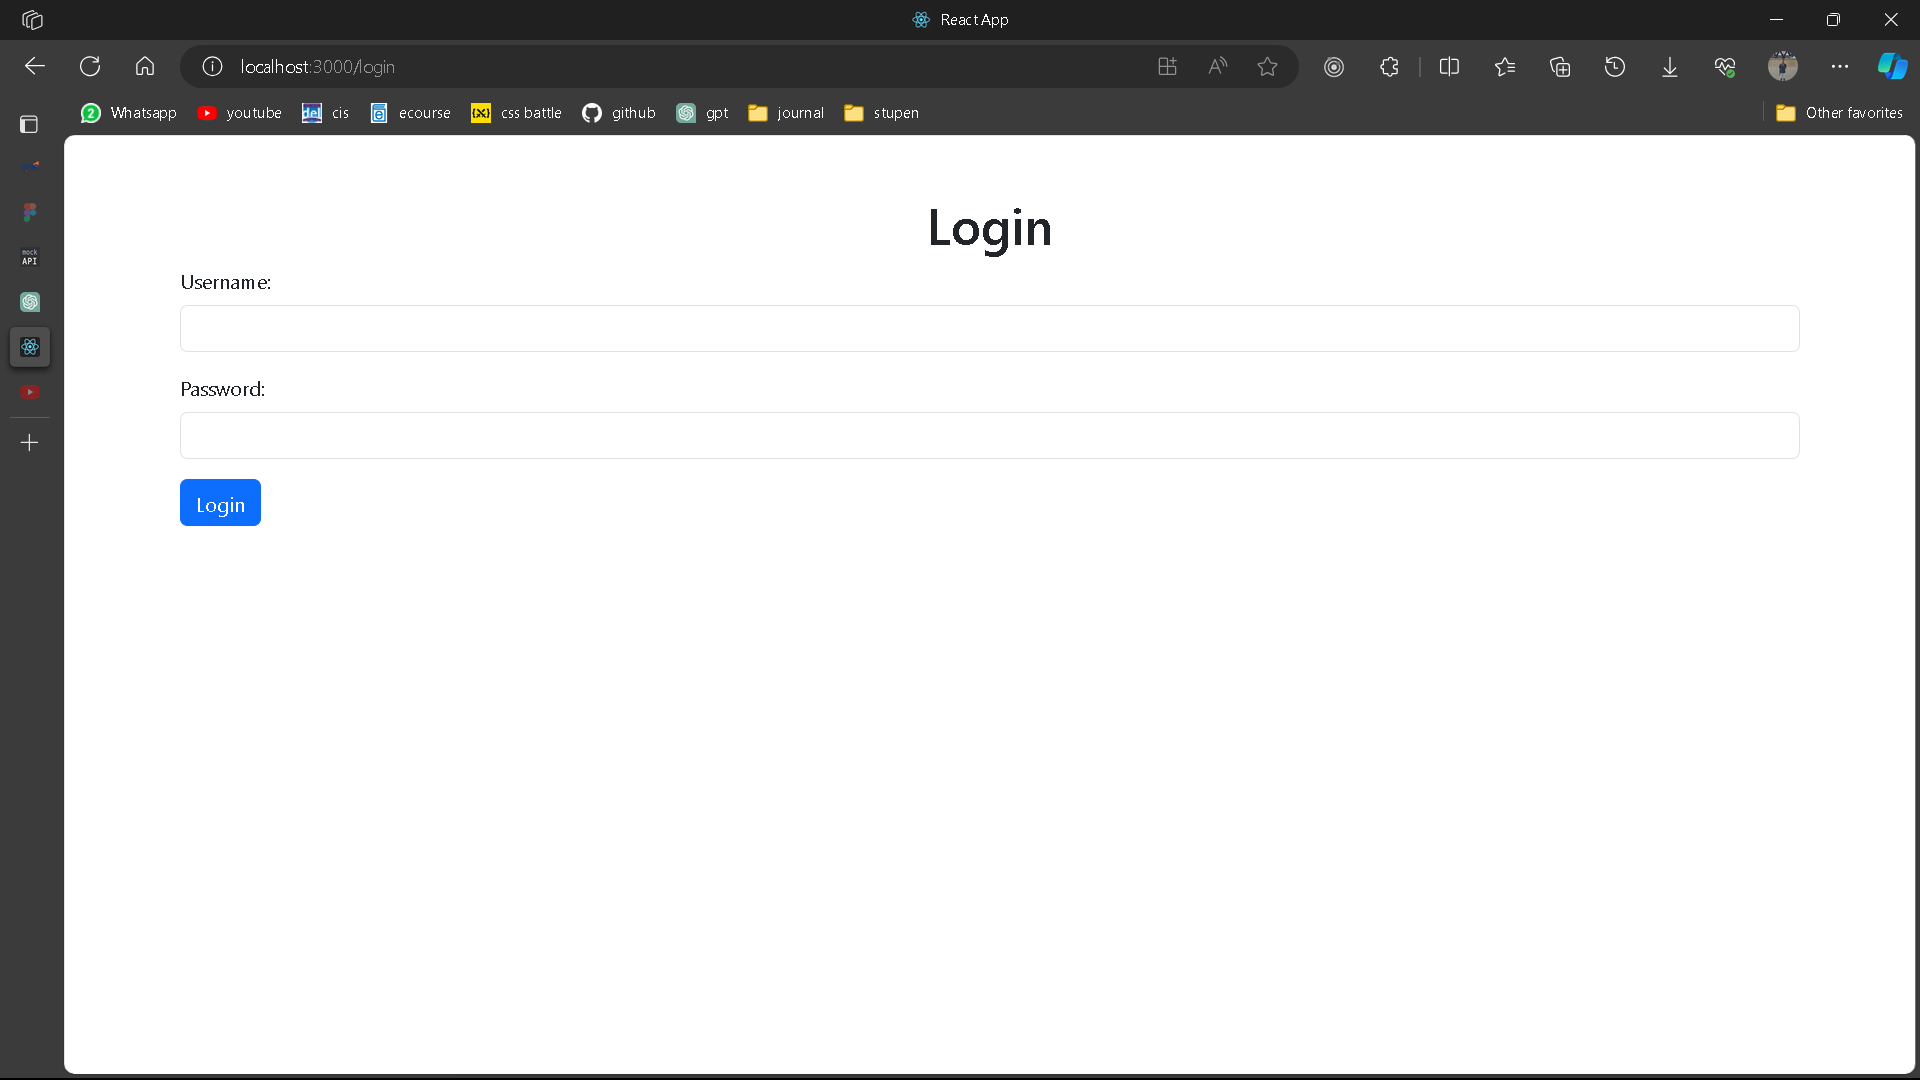 React App
localhost:3000/login
2 Whatsapp youtube del cis e ecourse {X} css battle github gpt journal stupen Other favorites
mock
API
Login
Username:
Password:
Login